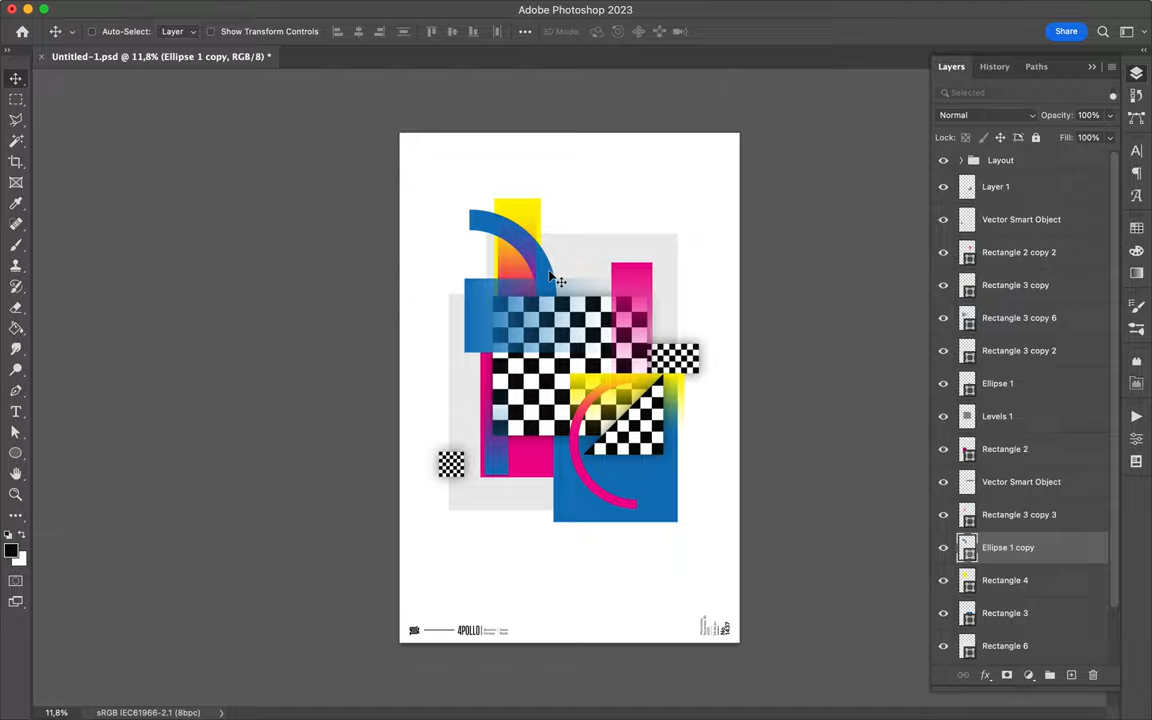 Adobe Photoshop 2023
Auto-Select: Layer Show Transform Controls 3D Mode: Share
Untitled-1.psd @ 11,8% (Ellipse 1 copy, RGB/8) *
Layers History Paths
Selected
Normal Opacity: 100%
Lock: Fill: 100%
Layout
Layer 1
Vector Smart Object
Rectangle 2 copy 2
Rectangle 3 copy
Rectangle 3 copy 6
Rectangle 3 copy 2
Ellipse 1
Levels 1
Rectangle 2
Vector Smart Object
Rectangle 3 copy 3
Ellipse 1 copy
Rectangle 4
Rectangle 3
Rectangle 6
4POLLO
No. 1437
11,8% sRGB IEC61966-2.1 (8bpc)